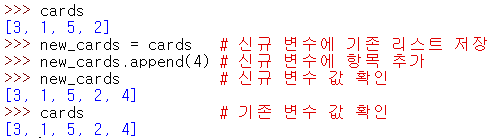 >>> cards
[3, 1, 5, 2]
>>> new_cards = cards # 신규 변수에 기존 리스트 저장
>>> new_cards.append(4) # 신규 변수에 항목 추가
>>> new_cards # 신규 변수 값 확인
[3, 1, 5, 2, 4]
>>> cards # 기존 변수 값 확인
[3, 1, 5, 2, 4]